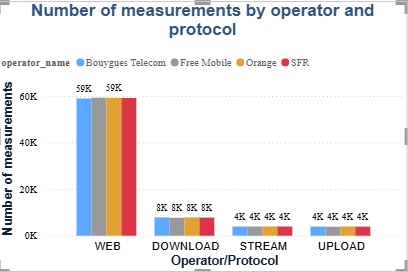 Number of measurements by operator and
protocol
operator_name Bouygues Telecom Free Mobile Orange SFR
Number of measurements
60K
40K
20K
0K
59K 59K
8K 8K 8K 8K
4K 4K 4K 4K
4K 4K 4K 4K
WEB DOWNLOAD STREAM UPLOAD
Operator/Protocol